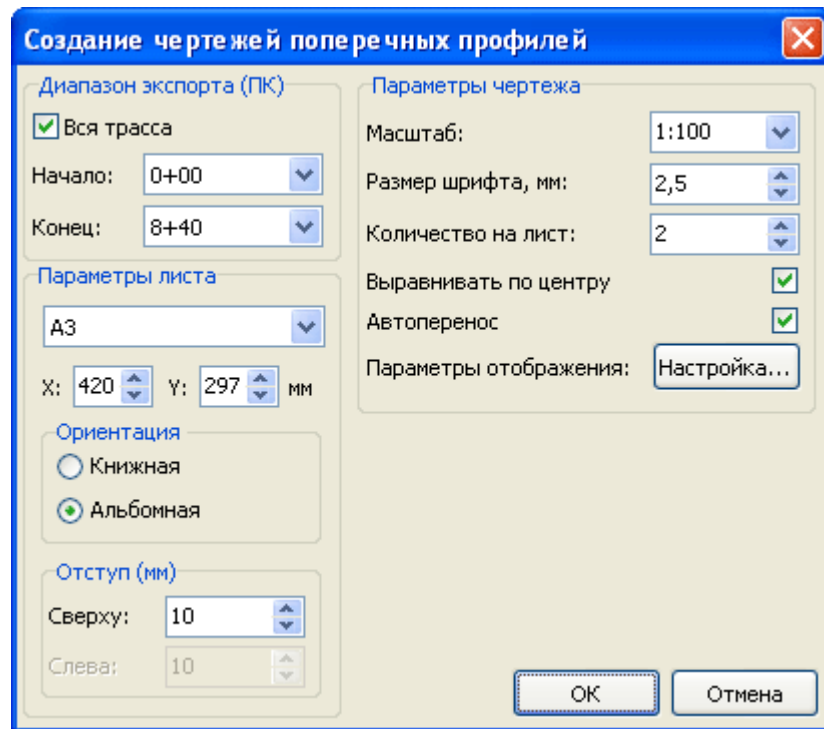 Создание чертежей поперечных профилей
Диапазон экспорта (ПК)
Вся трасса
Начало: 0+00
Конец: 8+40
Параметры листа
А3
X: 420 Y: 297 мм
Ориентация
Книжная
Альбомная
Отступ (мм)
Сверху: 10
Слева: 10
Параметры чертежа
Масштаб: 1:100
Размер шрифта, мм: 2,5
Количество на лист: 2
Выравнивать по центру
Автоперенос
Параметры отображения: Настройка...
ОК Отмена